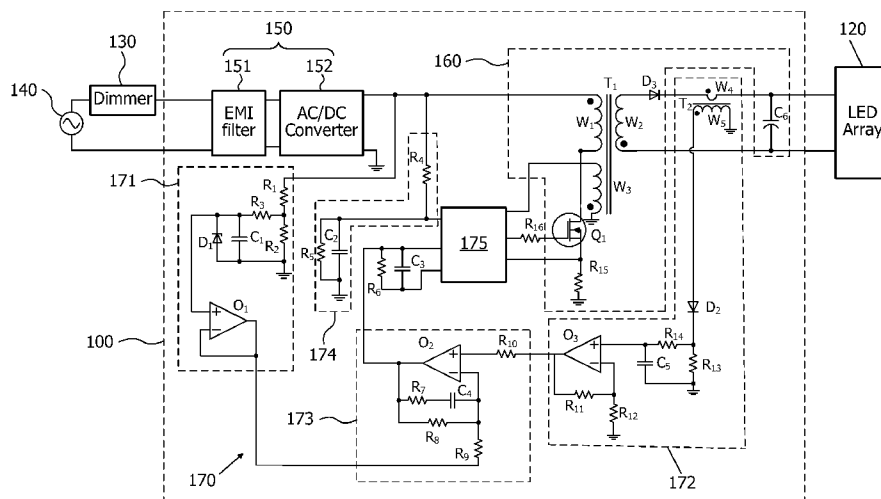 150
130
151
152
160
120
140
Dimmer
EMI
filter
AC/DC
Converter
T₁
D₃
W₄
T₂
W₅
W₁
W₂
C₆
LED
Array
171
R₁
R₃
R₄
W₃
D₁
C₁
R₂
R₅
C₂
C₃
R₆
175
R₁₆
Q₁
R₁₅
D₂
O₁
100
174
O₂
R₁₀
O₃
R₁₄
C₅
R₁₃
R₇
C₄
R₈
R₉
R₁₁
R₁₂
173
170
172